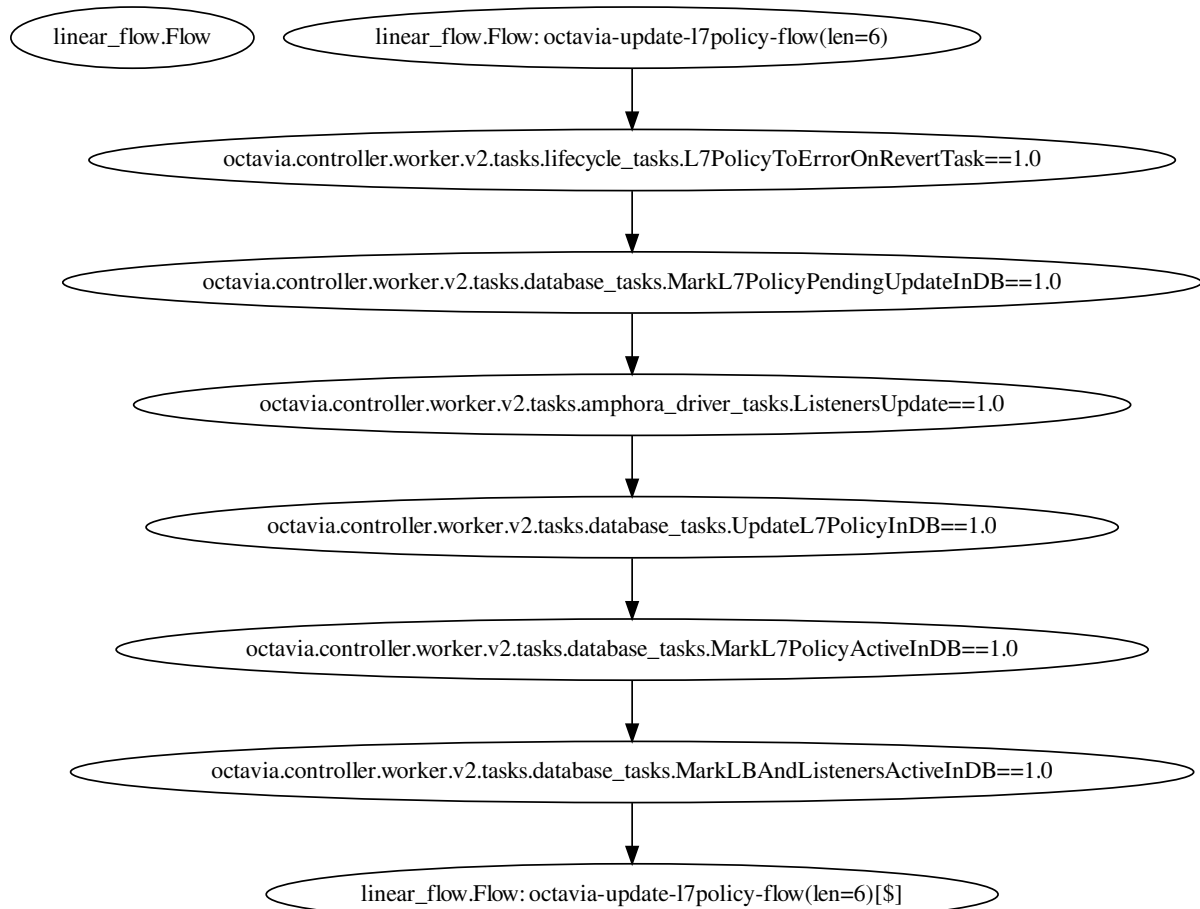 linear_flow.Flow
linear_flow.Flow: octavia-update-l7policy-flow(len=6)
octavia.controller.worker.v2.tasks.lifecycle_tasks.L7PolicyToErrorOnRevertTask==1.0
octavia.controller.worker.v2.tasks.database_tasks.MarkL7PolicyPendingUpdateInDB==1.0
octavia.controller.worker.v2.tasks.amphora_driver_tasks.ListenersUpdate==1.0
octavia.controller.worker.v2.tasks.database_tasks.UpdateL7PolicyInDB==1.0
octavia.controller.worker.v2.tasks.database_tasks.MarkL7PolicyActiveInDB==1.0
octavia.controller.worker.v2.tasks.database_tasks.MarkLBAndListenersActiveInDB==1.0
linear_flow.Flow: octavia-update-l7policy-flow(len=6)[$]